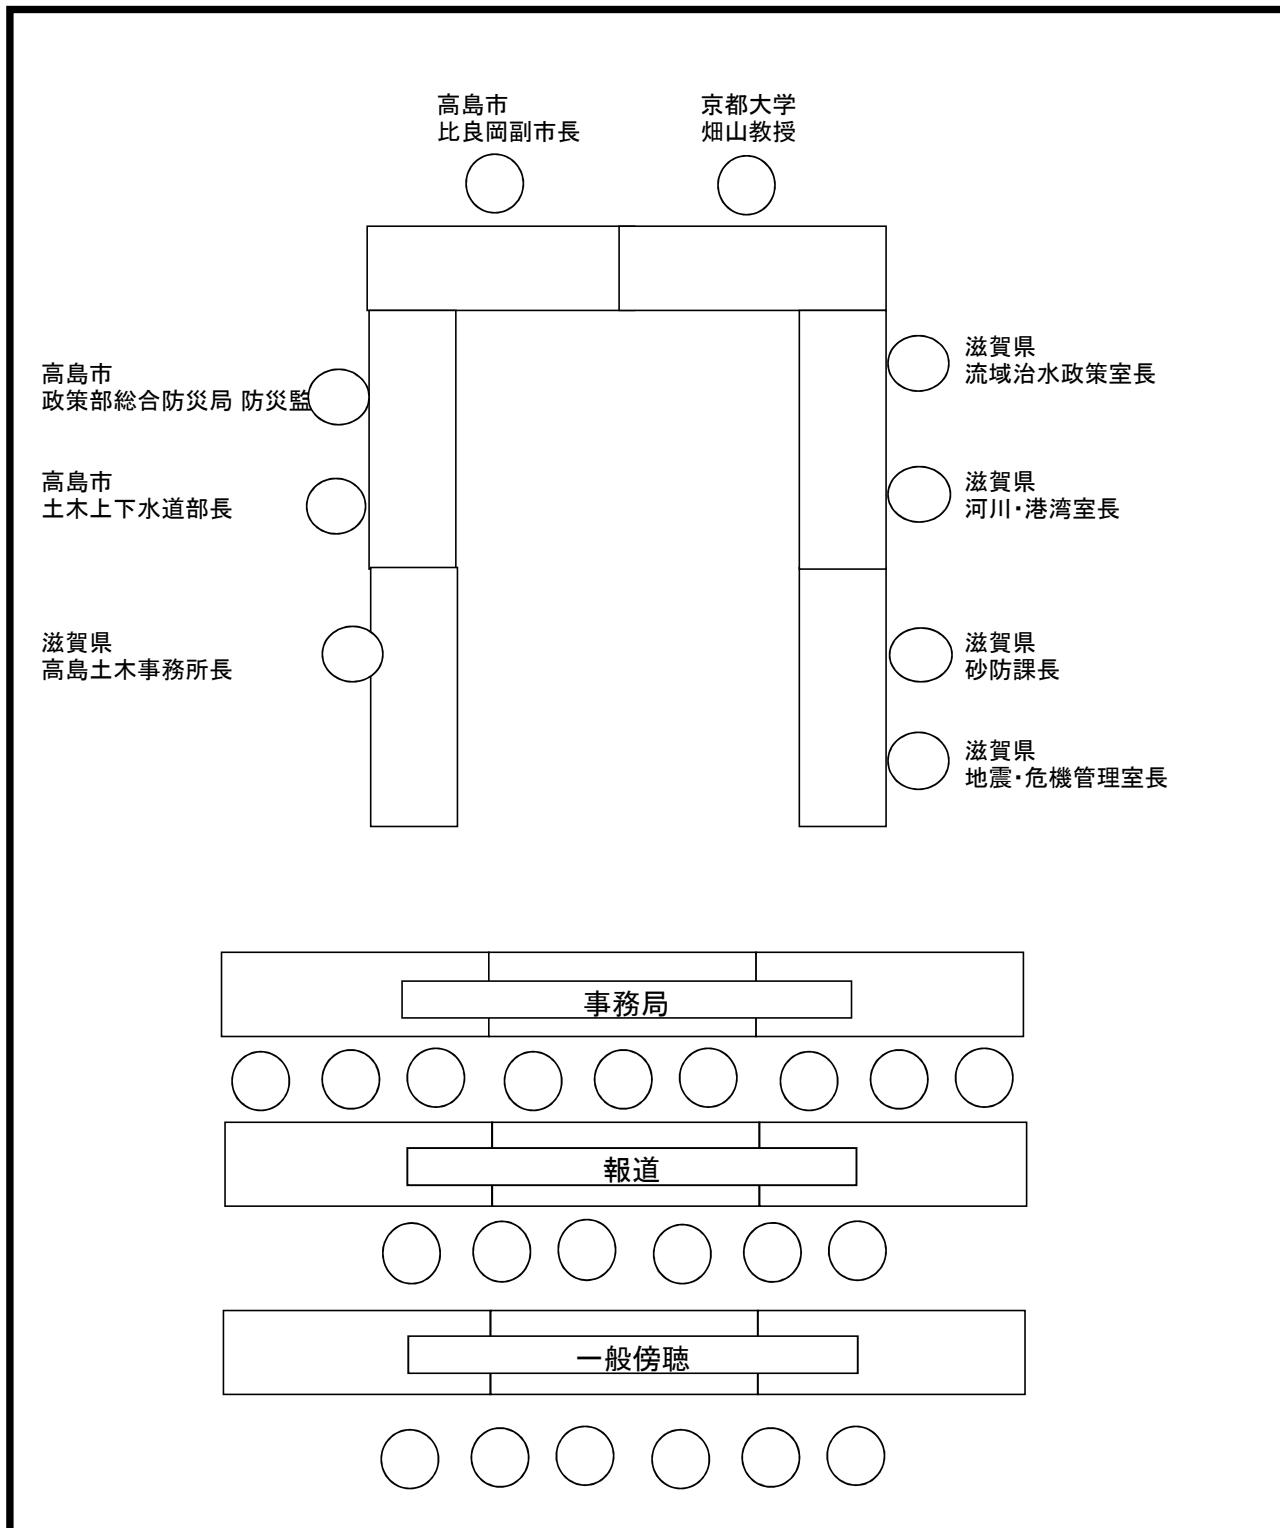 高島市
比良岡副市長
京都大学
畑山教授
高島市
政策部総合防災局 防災監
高島市
土木上下水道部長
滋賀県
高島土木事務所長
滋賀県
流域治水政策室長
滋賀県
河川・港湾室長
滋賀県
砂防課長
滋賀県
地震・危機管理室長
事務局
報道
一般傍聴